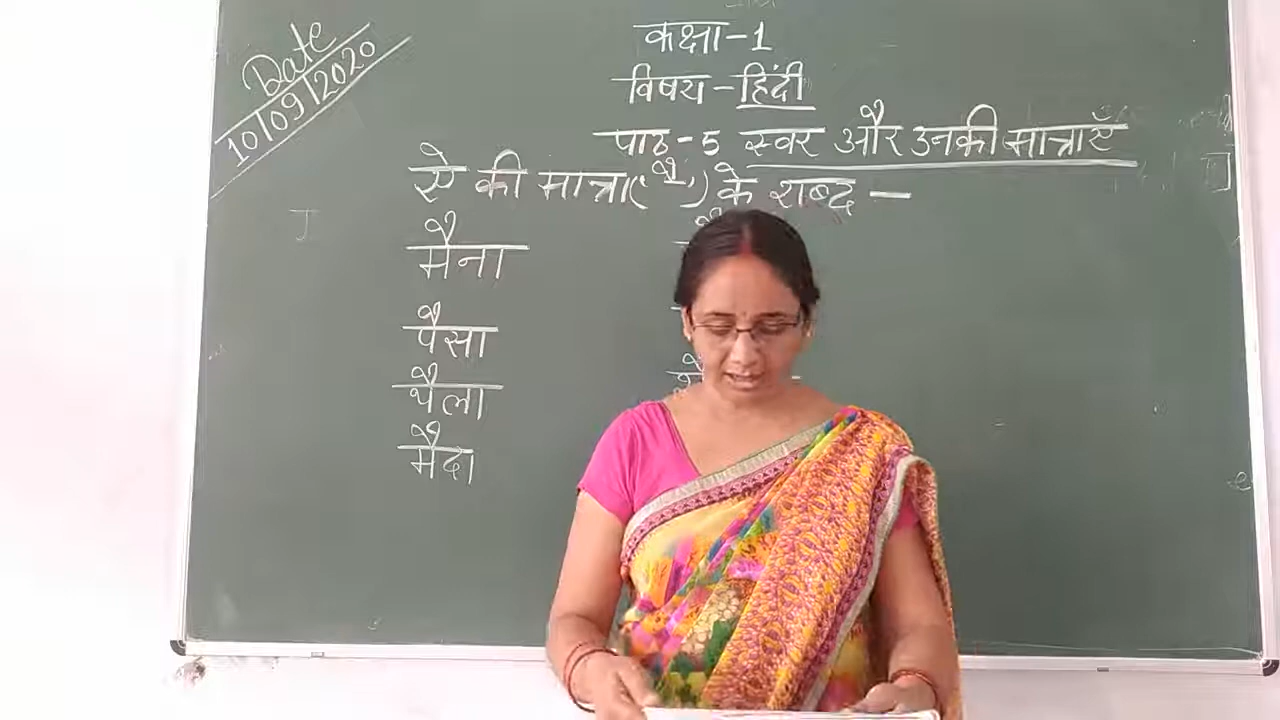 Date
10/09/2020
कक्षा-1
विषय-हिंदी
पाठ-5 स्वर और उनकी मात्राएँ
ऐ की मात्रा(' ै ') के शब्द -
मैना
पैसा
थैला
मैदा